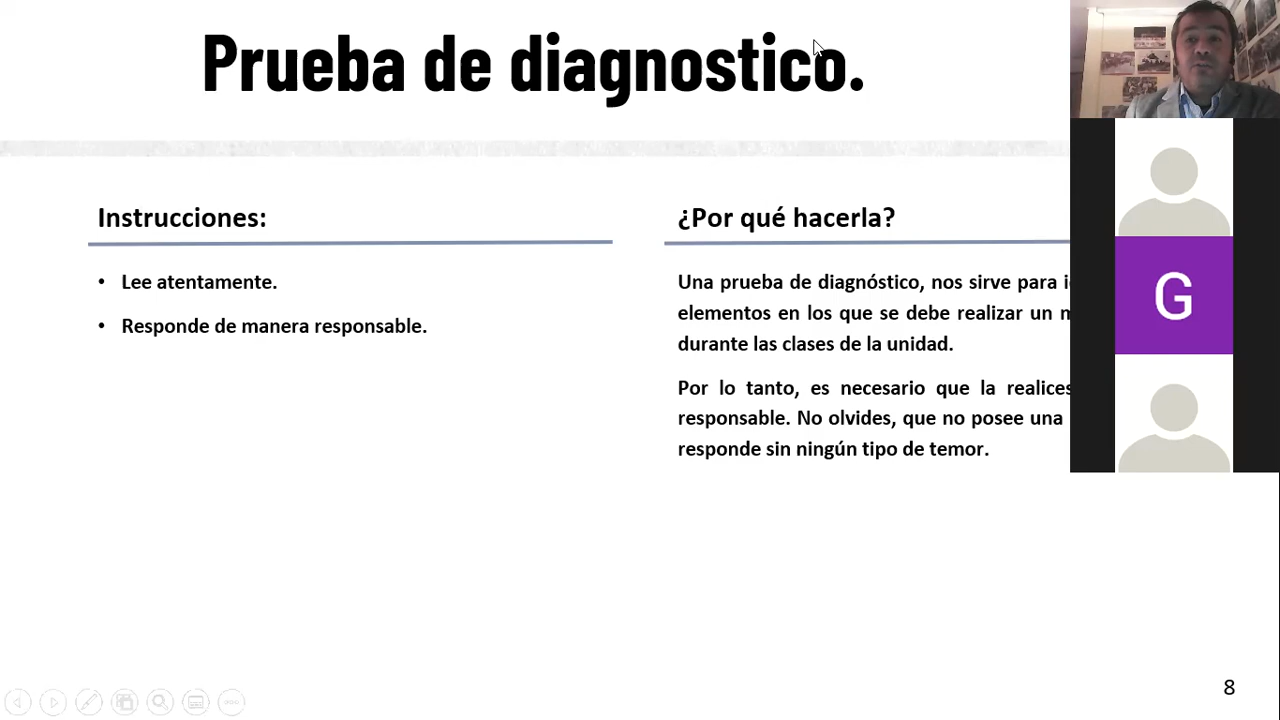 Prueba de diagnostico.
Instrucciones:
• Lee atentamente.
• Responde de manera responsable.
¿Por qué hacerla?
Una prueba de diagnóstico, nos sirve para
elementos en los que se debe realizar un
durante las clases de la unidad.
Por lo tanto, es necesario que la realices
responsable. No olvides, que no posee una
responde sin ningún tipo de temor.
G
8